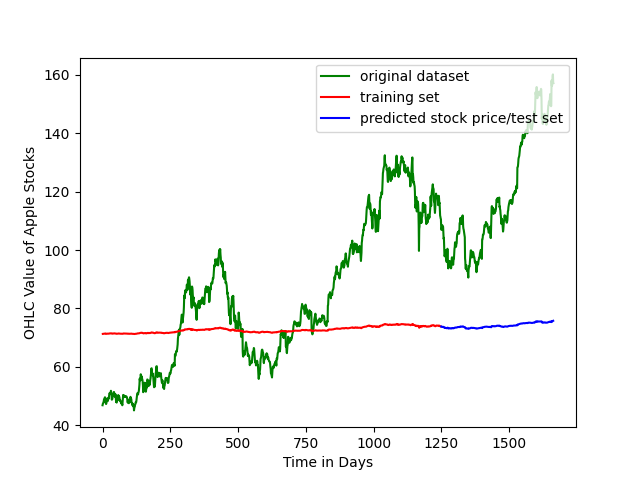 original dataset
training set
predicted stock price/test set
OHLC Value of Apple Stocks
160
140
120
100
80
60
40
0 250 500 750 1000 1250 1500
Time in Days